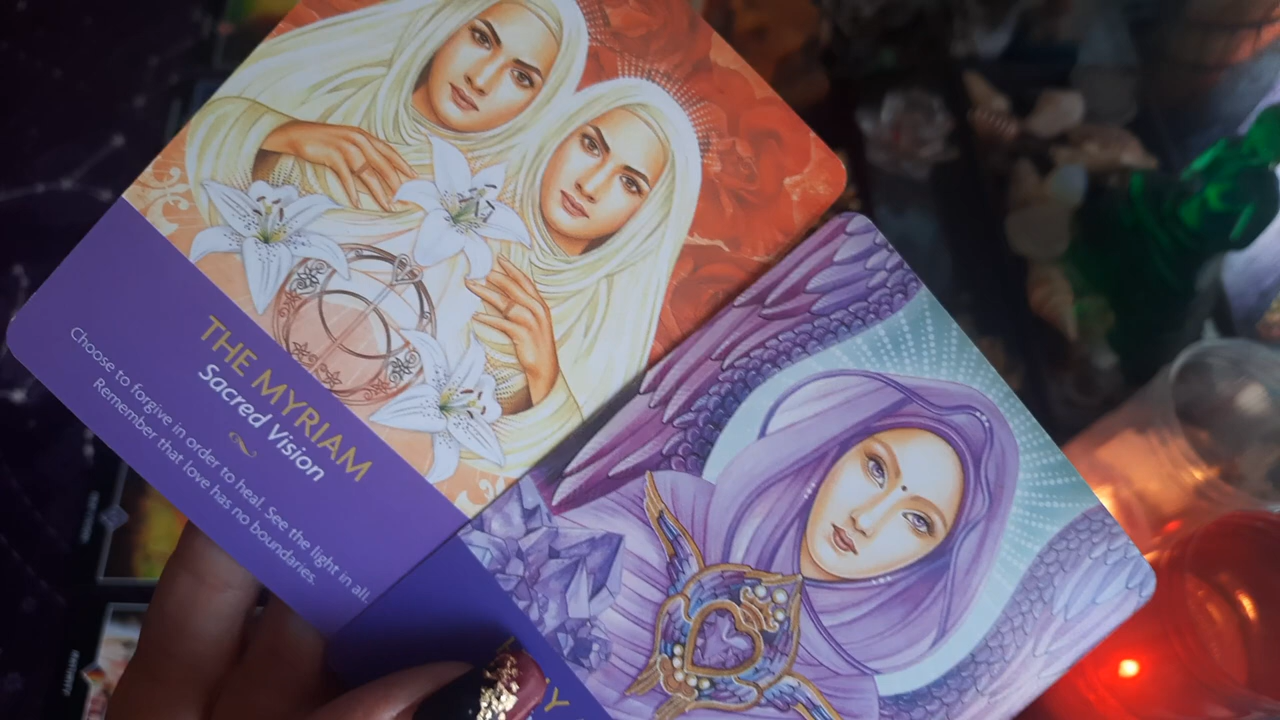 THE MYRIAM
Sacred Vision
Choose to forgive in order to heal. See the light in all.
Remember that love has no boundaries.